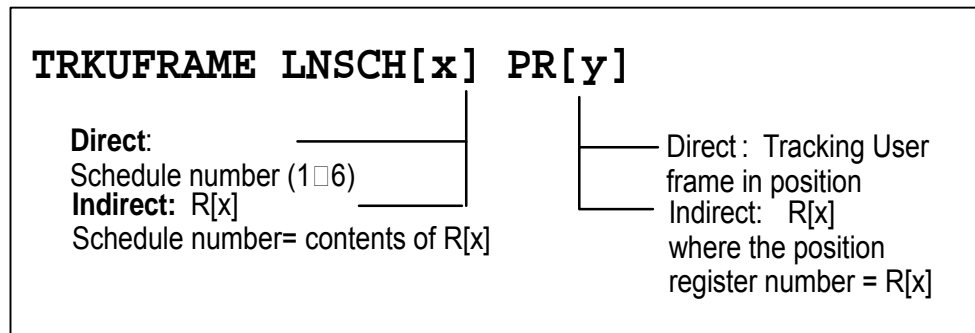 TRKUFRAME LNSCH[x] PR[y]
Direct:
Schedule number (1□6)
Indirect: R[x]
Schedule number= contents of R[x]
Direct : Tracking User
frame in position
Indirect: R[x]
where the position
register number = R[x]